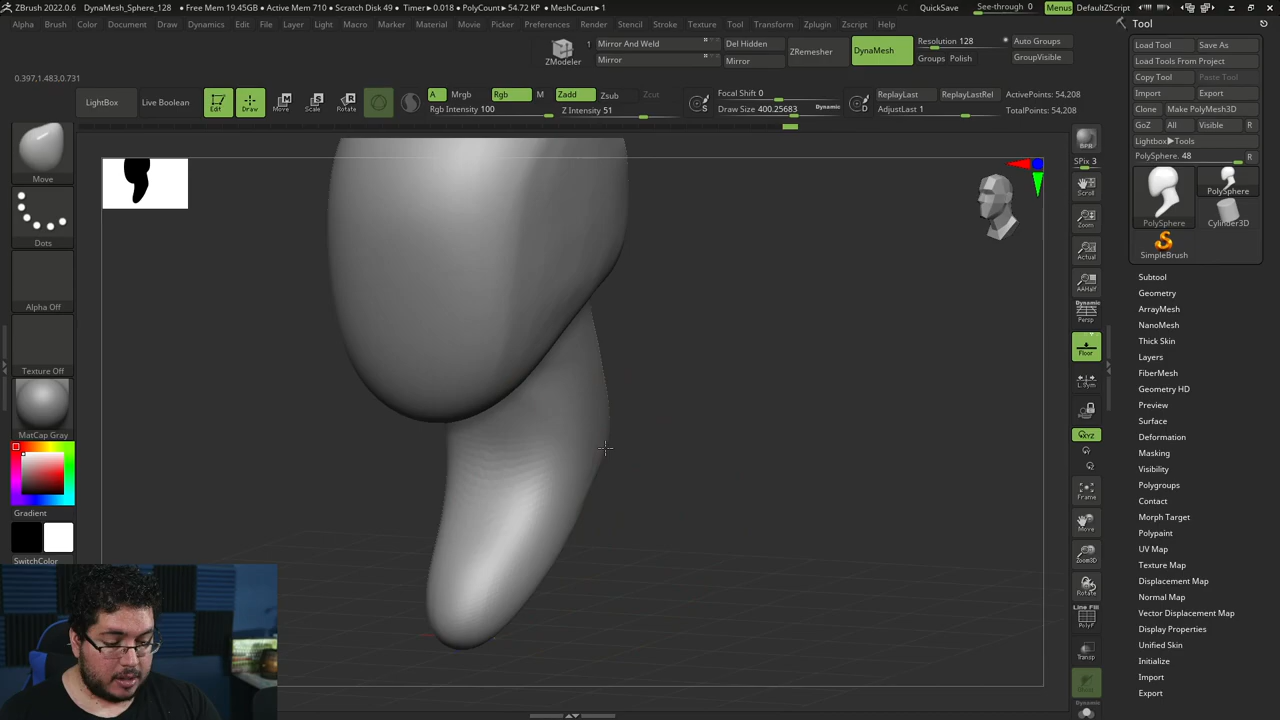 ZBrush 2022.0.6 DynaMesh_Sphere_128 • Free Mem 19.45GB • Active Mem 710 • Scratch Disk 49 • Timer▶0.018 • PolyCount▶54.72 KP • MeshCount▶1 AC QuickSave See-through 0 Menus DefaultZScript
Alpha Brush Color Document Draw Dynamics Edit File Layer Light Macro Marker Material Movie Picker Preferences Render Stencil Stroke Texture Tool Transform Zplugin Zscript Help
0.397,1.483,0.731
ZModeler 1 Mirror And Weld Mirror Del Hidden Mirror ZRemesher DynaMesh Resolution 128 Groups Polish Auto Groups GroupVisible
LightBox Live Boolean Edit Draw Move Scale Rotate A Mrgb Rgb M Rgb Intensity 100 Zadd Zsub Zcut Z Intensity 51 S Focal Shift 0 Draw Size 400.25683 Dynamic D ReplayLast ReplayLastRel AdjustLast 1 ActivePoints: 54,208 TotalPoints: 54,208
Move
Dots
Alpha Off
Texture Off
MatCap Gray
Gradient
SwitchColor
BPR
SPix 3
Scroll
Zoom
Actual
AAHalf
Dynamic
Persp
Floor
L.Sym
XYZ
Frame
Move
Zoom3D
Rotate
Line Fill
PolyF
Transp
Dynamic
Tool
Load Tool Save As
Load Tools From Project
Copy Tool Paste Tool
Import Export
Clone Make PolyMesh3D
GoZ All Visible R
Lightbox▶Tools
PolySphere. 48 R
PolySphere
PolySphere Cylinder3D
SimpleBrush
Subtool
Geometry
ArrayMesh
NanoMesh
Thick Skin
Layers
FiberMesh
Geometry HD
Preview
Surface
Deformation
Masking
Visibility
Polygroups
Contact
Morph Target
Polypaint
UV Map
Texture Map
Displacement Map
Normal Map
Vector Displacement Map
Display Properties
Unified Skin
Initialize
Import
Export